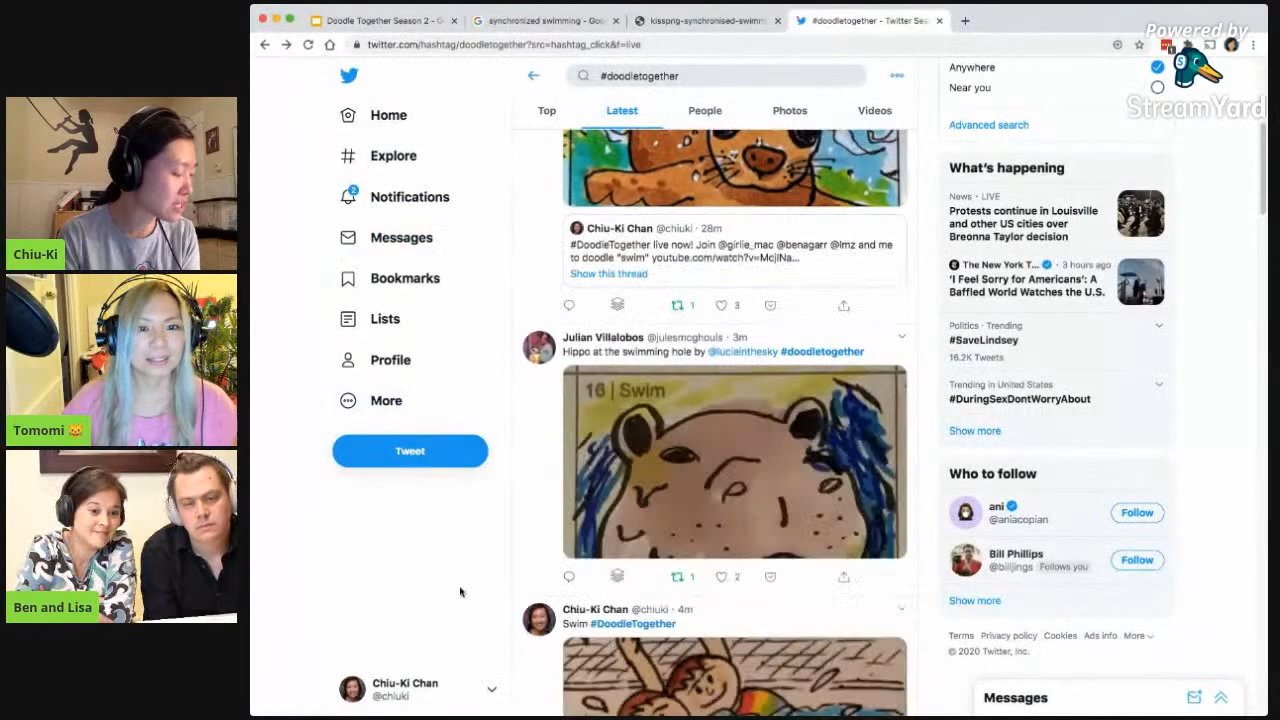 Doodle Together Season 2 - G
synchronized swimming - Goo
kisspng-synchronised-swimm
#doodletogether - Twitter Sea
twitter.com/hashtag/doodletogether?src=hashtag_click&f=live
Powered by
StreamYard
Chiu-Ki
Tomomi 🎃
Ben and Lisa
Home
Explore
2
Notifications
Messages
Bookmarks
Lists
Profile
More
Tweet
Chiu-Ki Chan
@chiuki
#doodletogether
Top
Latest
People
Photos
Videos
Chiu-Ki Chan @chiuki · 28m
#DoodleTogether live now! Join @girlie_mac @benagarr @lmz and me
to doodle "swim" youtube.com/watch?v=McjINa...
Show this thread
1
3
Julian Villalobos @julesmcghouls · 3m
Hippo at the swimming hole by @lucieinthesky #doodletogether
16 | Swim
1
2
Chiu-Ki Chan @chiuki · 4m
Swim #DoodleTogether
Anywhere
Near you
Advanced search
What's happening
News · LIVE
Protests continue in Louisville
and other US cities over
Breonna Taylor decision
The New York T... · 3 hours ago
'I Feel Sorry for Americans': A
Baffled World Watches the U.S.
Politics · Trending
#SaveLindsey
16.2K Tweets
Trending in United States
#DuringSexDontWorryAbout
Show more
Who to follow
ani
@aniacopian
Follow
Bill Phillips
@billjings Follows you
Follow
Show more
Terms Privacy policy Cookies Ads info More
© 2020 Twitter, Inc.
Messages